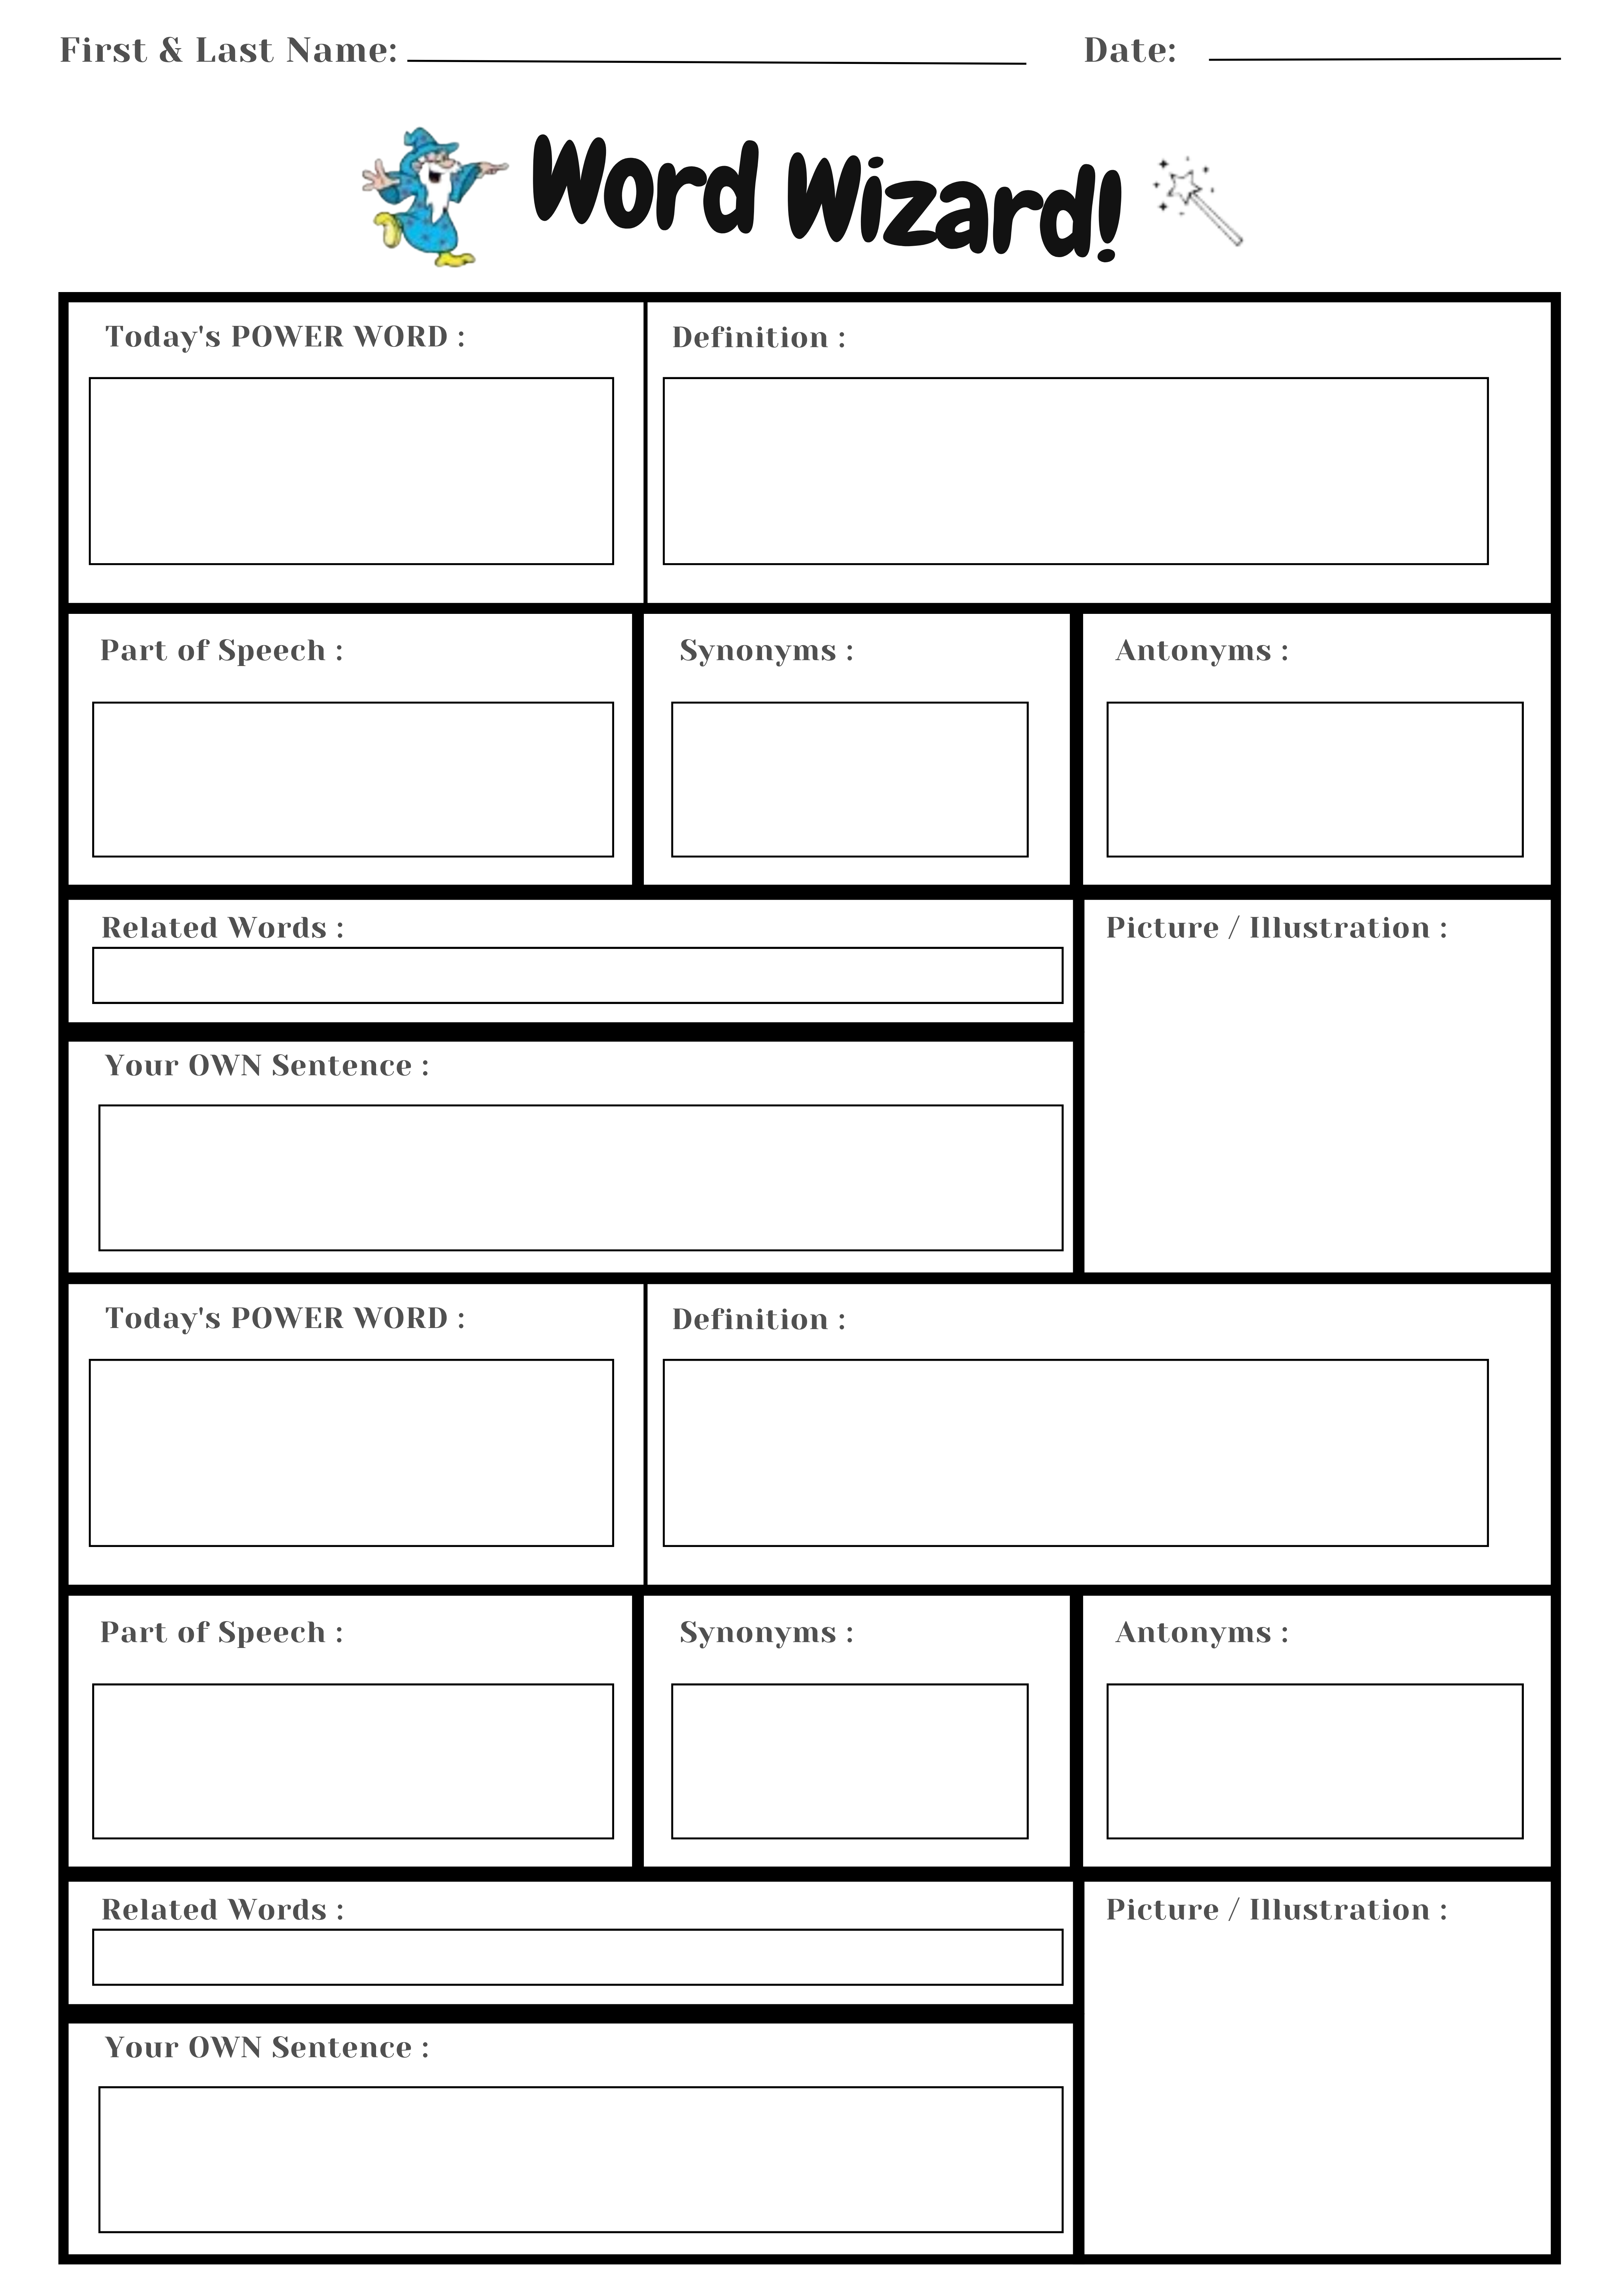 First & Last Name: Date:
Word Wizard!
Today's POWER WORD : Definition :
Part of Speech : Synonyms : Antonyms :
Related Words : Picture / Illustration :
Your OWN Sentence :
Today's POWER WORD : Definition :
Part of Speech : Synonyms : Antonyms :
Related Words : Picture / Illustration :
Your OWN Sentence :